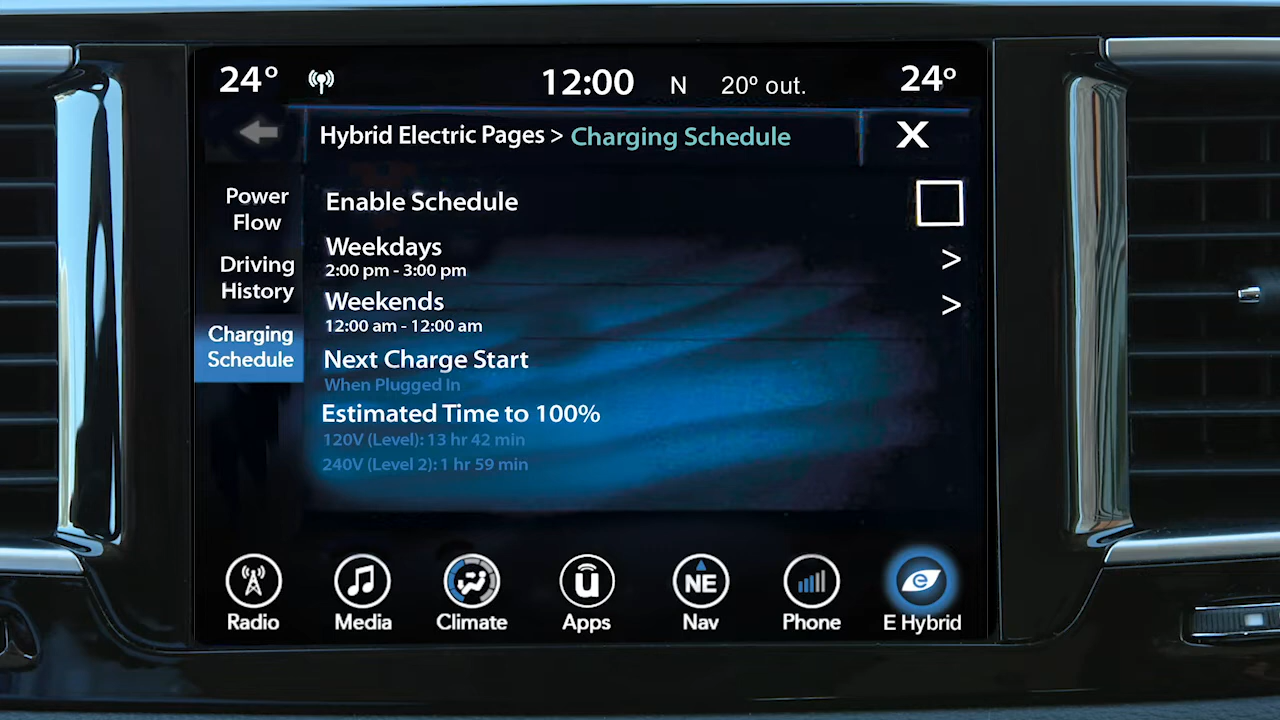 24° 12:00 N 20° out. 24°
Hybrid Electric Pages > Charging Schedule X
Power
Flow
Driving
History
Charging
Schedule
Enable Schedule
Weekdays >
2:00 pm - 3:00 pm
Weekends >
12:00 am - 12:00 am
Next Charge Start
When Plugged In
Estimated Time to 100%
120V (Level): 13 hr 42 min
240V (Level 2): 1 hr 59 min
u NE e
Radio Media Climate Apps Nav Phone E Hybrid